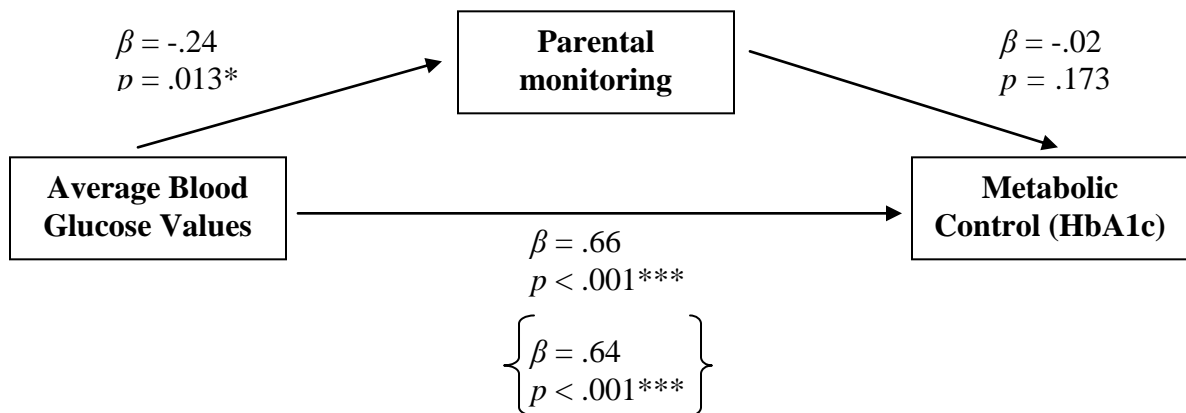 β = -.24
p = .013*
Parental
monitoring
β = -.02
p = .173
Average Blood
Glucose Values
Metabolic
Control (HbA1c)
β = .66
p < .001***
β = .64
p < .001***